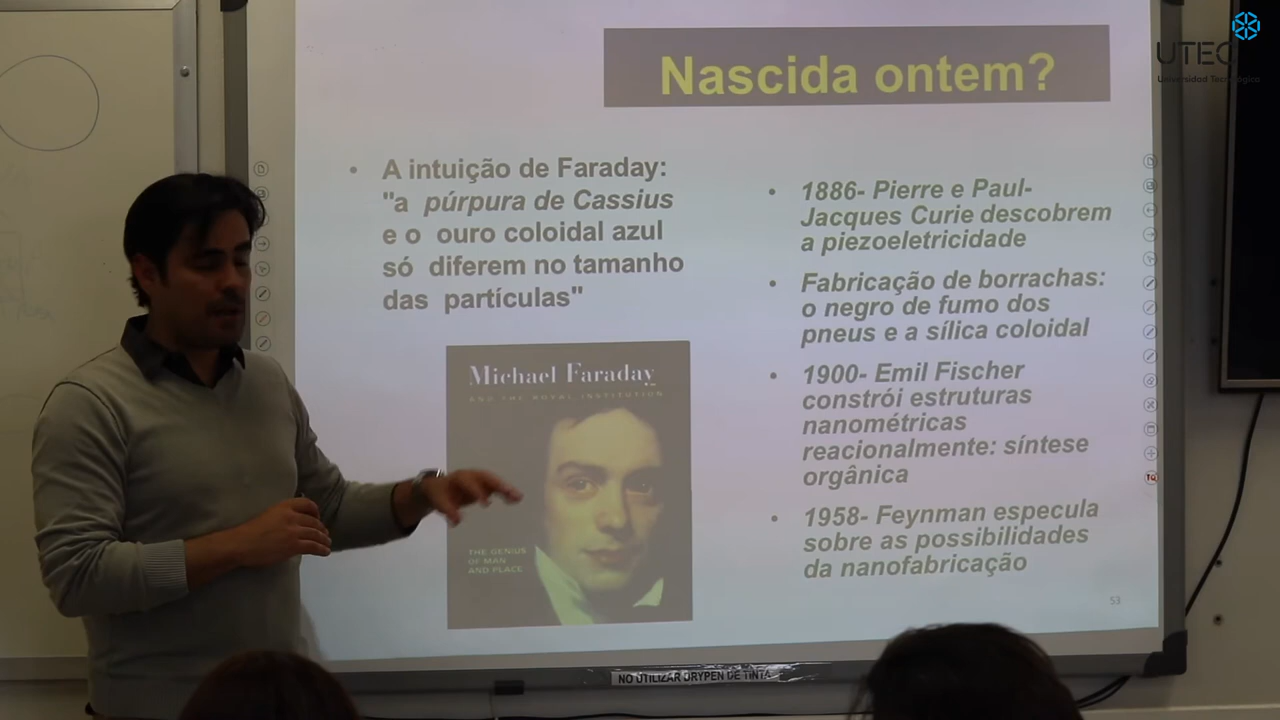 UTEC
Universidad Tecnológica
Nascida ontem?
• A intuição de Faraday:
"a púrpura de Cassius
e o ouro coloidal azul
só diferem no tamanho
das partículas"
Michael Faraday
AND THE ROYAL INSTITUTION
THE GENIUS
OF MAN
AND PLACE
• 1886- Pierre e Paul-
Jacques Curie descobrem
a piezoeletricidade
• Fabricação de borrachas:
o negro de fumo dos
pneus e a sílica coloidal
• 1900- Emil Fischer
constrói estruturas
nanométricas
reacionalmente: síntese
orgânica
• 1958- Feynman especula
sobre as possibilidades
da nanofabricação
53
NO UTILIZAR DRYPEN DE TINTA